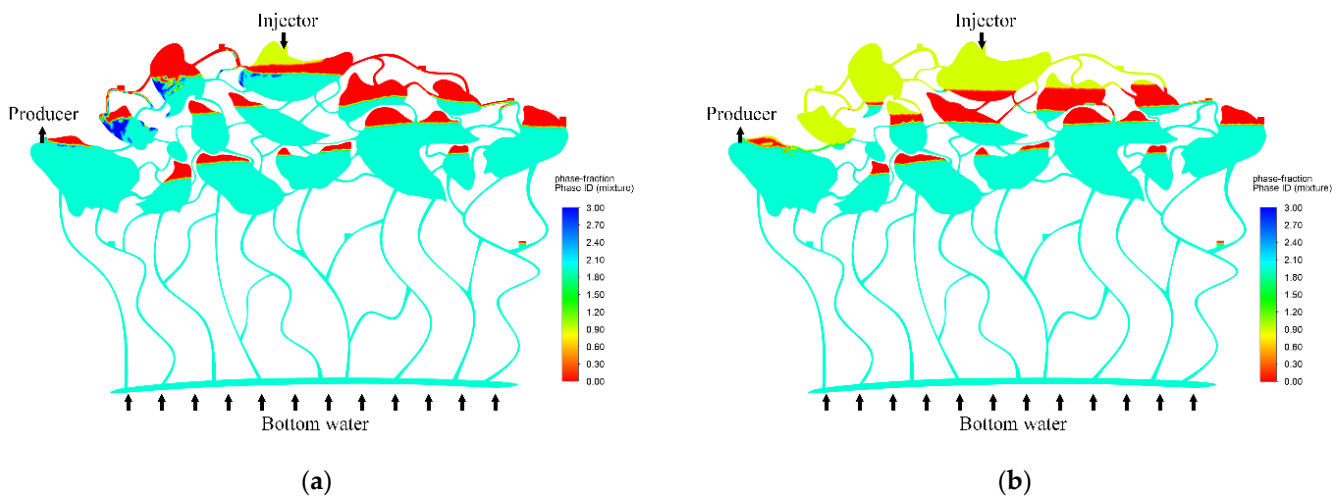 Injector
Producer
phase-fraction
Phase ID (mixture)
3.00
2.70
2.40
2.10
1.80
1.50
1.20
0.90
0.60
0.30
0.00
Bottom water
(a)
Injector
Producer
phase-fraction
Phase ID (mixture)
3.00
2.70
2.40
2.10
1.80
1.50
1.20
0.90
0.60
0.30
0.00
Bottom water
(b)